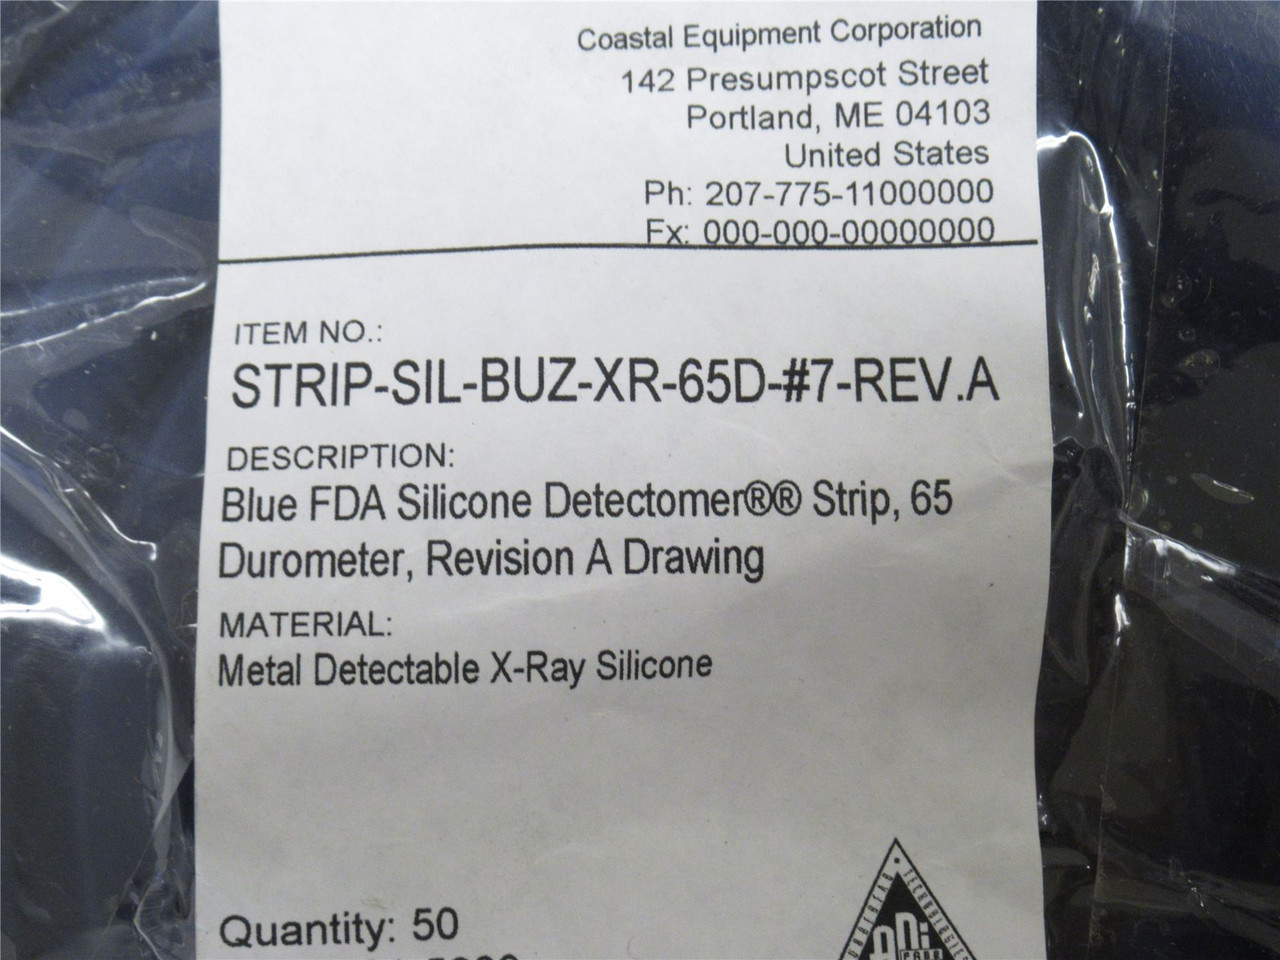 Coastal Equipment Corporation
142 Presumpscot Street
Portland, ME 04103
United States
Ph: 207-775-11000000
Fx: 000-000-00000000
ITEM NO.:
STRIP-SIL-BUZ-XR-65D-#7-REV.A
DESCRIPTION:
Blue FDA Silicone Detectomer®® Strip, 65
Durometer, Revision A Drawing
MATERIAL:
Metal Detectable X-Ray Silicone
Quantity: 50
TECHNOLOGIES